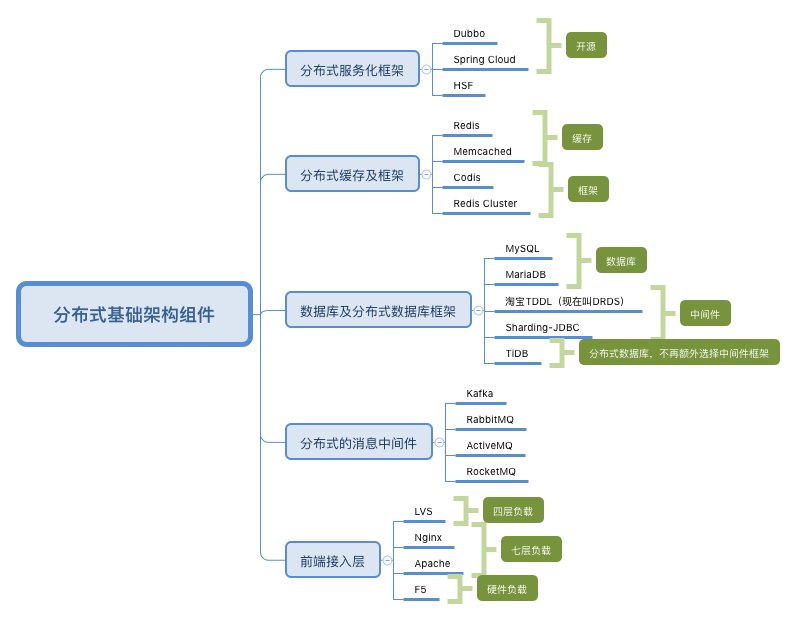 分布式基础架构组件
分布式服务化框架
Dubbo
Spring Cloud
HSF
开源
分布式缓存及框架
Redis
Memcached
Codis
Redis Cluster
缓存
框架
数据库及分布式数据库框架
MySQL
MariaDB
淘宝TDDL（现在叫DRDS）
Sharding-JDBC
TiDB
数据库
中间件
分布式数据库，不再额外选择中间件框架
分布式的消息中间件
Kafka
RabbitMQ
ActiveMQ
RocketMQ
前端接入层
LVS
Nginx
Apache
F5
四层负载
七层负载
硬件负载